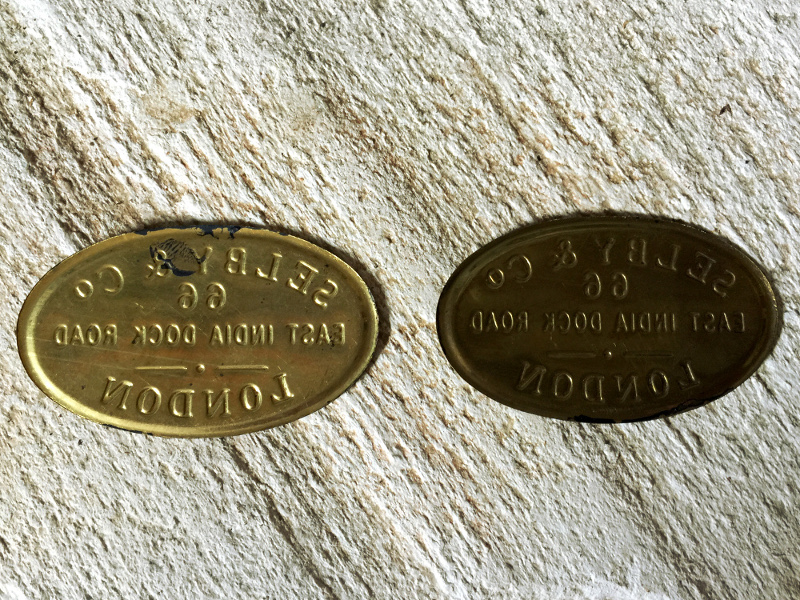 SELBY & Co
66
EAST INDIA DOCK ROAD
LONDON
SELBY & Co
66
EAST INDIA DOCK ROAD
LONDON